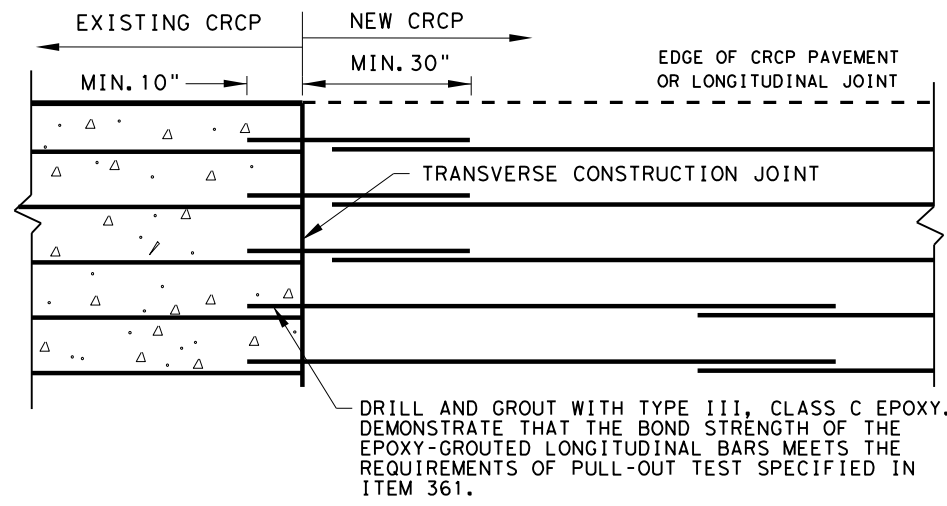 EXISTING CRCP
NEW CRCP
MIN. 10"
MIN. 30"
EDGE OF CRCP PAVEMENT
OR LONGITUDINAL JOINT
TRANSVERSE CONSTRUCTION JOINT
DRILL AND GROUT WITH TYPE III, CLASS C EPOXY.
DEMONSTRATE THAT THE BOND STRENGTH OF THE
EPOXY-GROUTED LONGITUDINAL BARS MEETS THE
REQUIREMENTS OF PULL-OUT TEST SPECIFIED IN
ITEM 361.